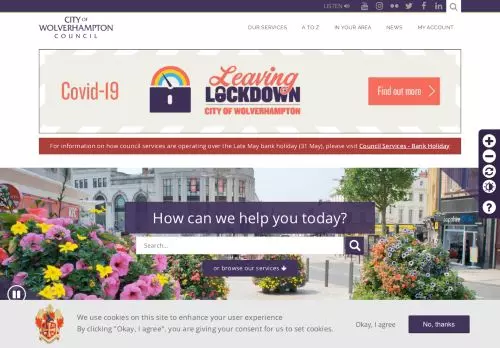 LISTEN
CITY OF
WOLVERHAMPTON
COUNCIL
OUR SERVICES
A TO Z
IN YOUR AREA
NEWS
MY ACCOUNT
Covid-19
Leaving
LOCKDOWN
CITY OF WOLVERHAMPTON
Find out more
For information on how council services are operating over the Late May bank holiday (31 May), please visit Council Services - Bank Holiday
How can we help you today?
Search...
or browse our services
We use cookies on this site to enhance your user experience
By clicking "Okay, I agree", you are giving your consent for us to set cookies.
Okay, I agree
No, thanks